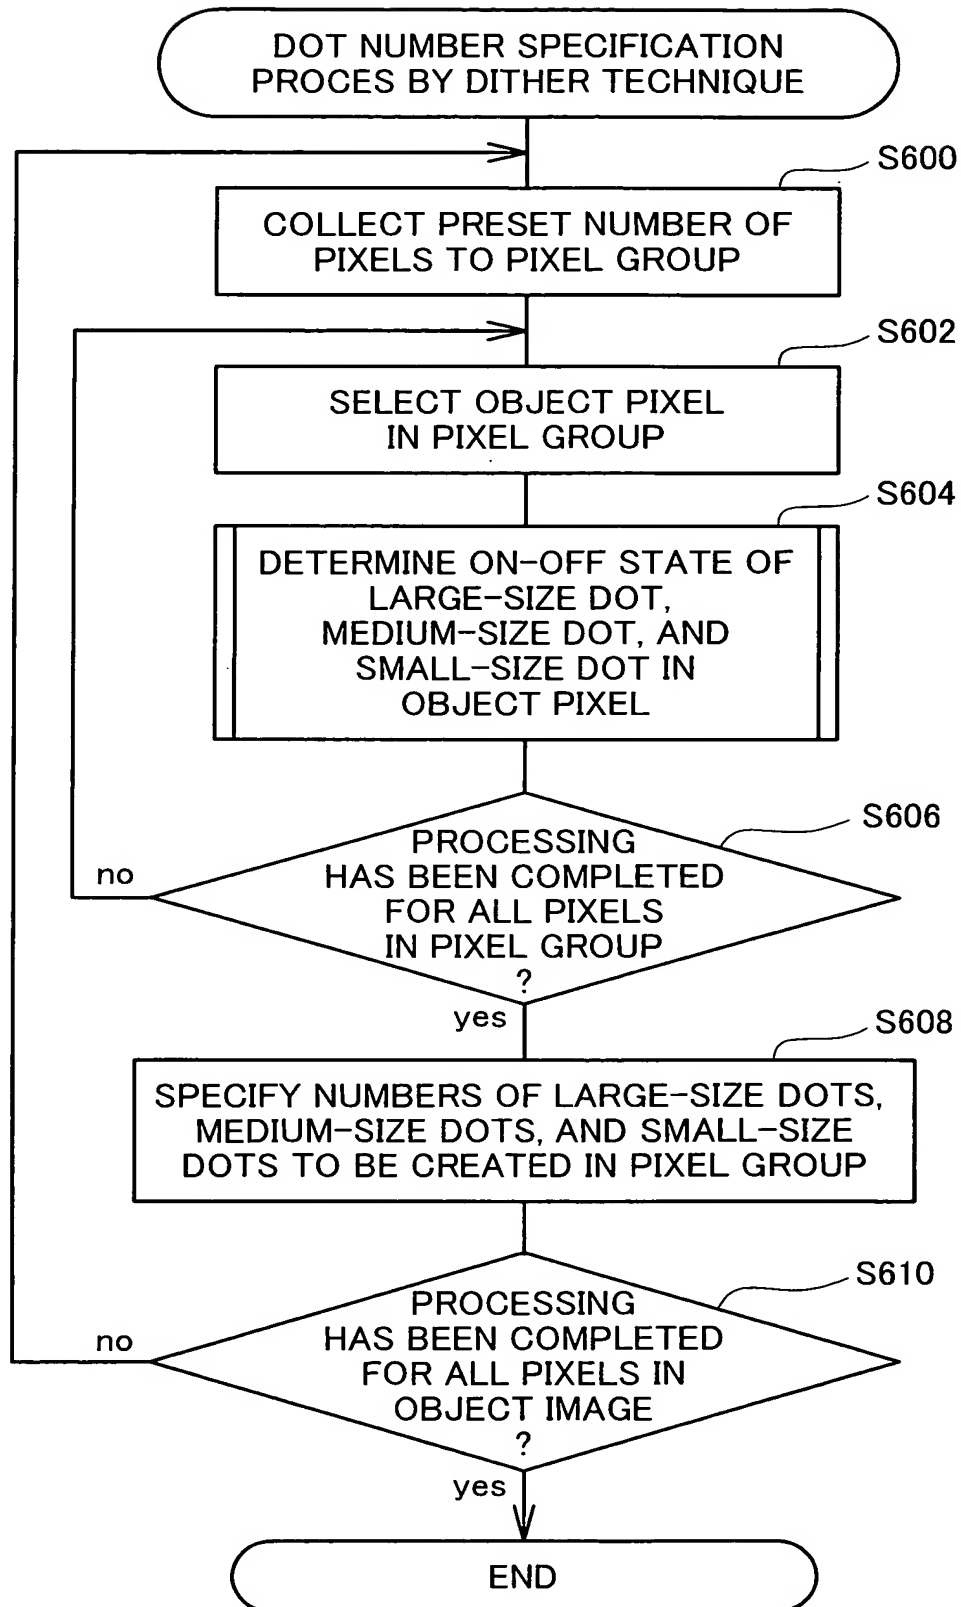 DOT NUMBER SPECIFICATION
PROCES BY DITHER TECHNIQUE
S600
COLLECT PRESET NUMBER OF
PIXELS TO PIXEL GROUP
S602
SELECT OBJECT PIXEL
IN PIXEL GROUP
S604
DETERMINE ON-OFF STATE OF
LARGE-SIZE DOT,
MEDIUM-SIZE DOT, AND
SMALL-SIZE DOT IN
OBJECT PIXEL
S606
PROCESSING
HAS BEEN COMPLETED
FOR ALL PIXELS
IN PIXEL GROUP
?
no
yes
S608
SPECIFY NUMBERS OF LARGE-SIZE DOTS,
MEDIUM-SIZE DOTS, AND SMALL-SIZE
DOTS TO BE CREATED IN PIXEL GROUP
S610
PROCESSING
HAS BEEN COMPLETED
FOR ALL PIXELS IN
OBJECT IMAGE
?
no
yes
END